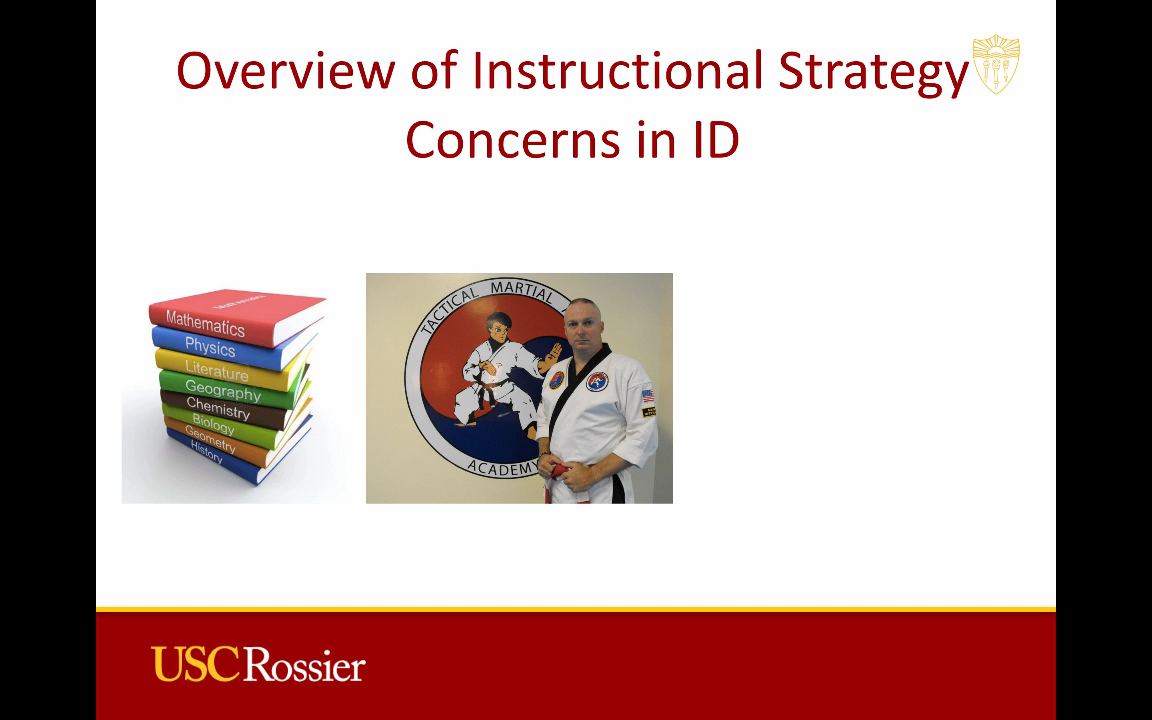 Overview of Instructional Strategy
Concerns in ID
Mathematics
Mathematics
Physics
Literature
Geography
Chemistry
Biology
Geometry
History
TACTICAL MARTIAL
ACADEMY
USC Rossier